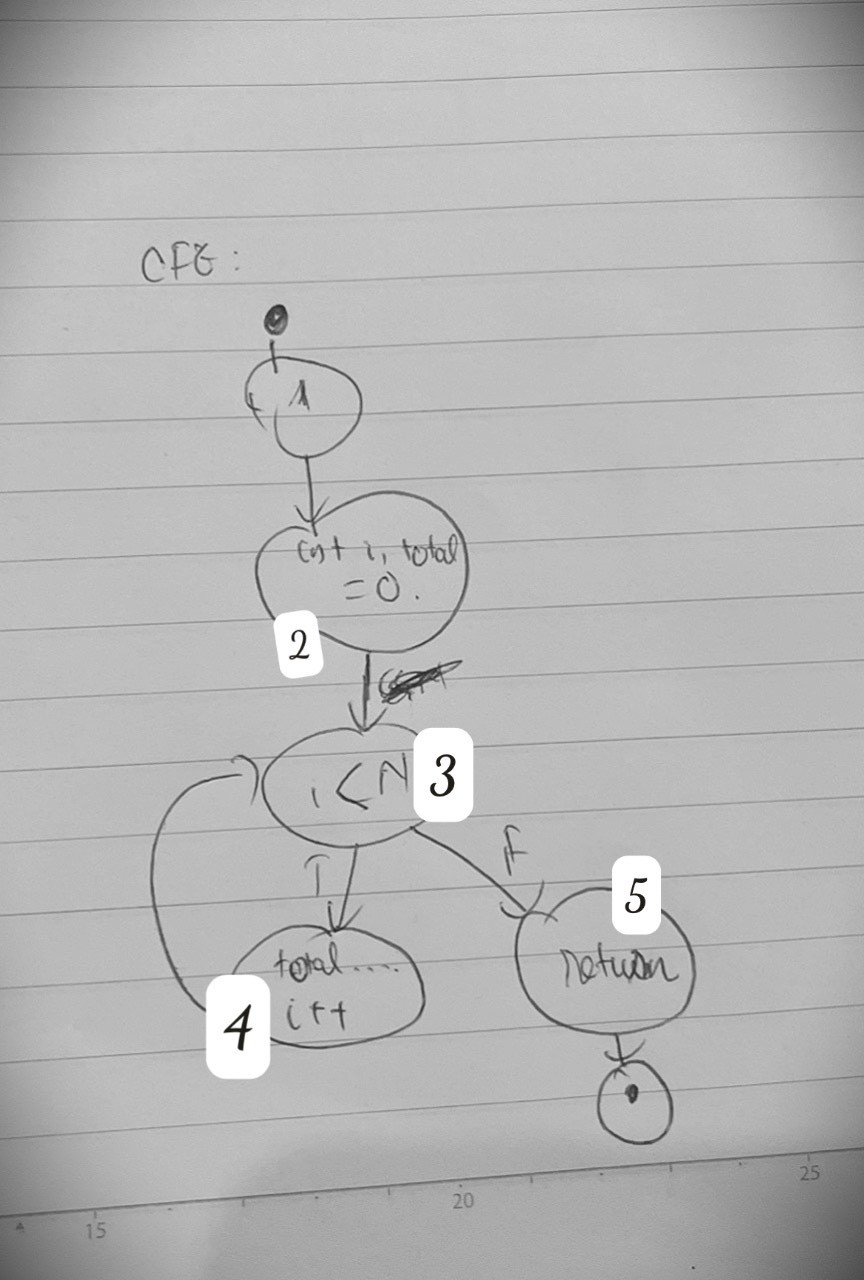 CFG:
1
int i, total
= 0.
2
i < N
3
T
F
5
total....
i++
4
return
15
20
25